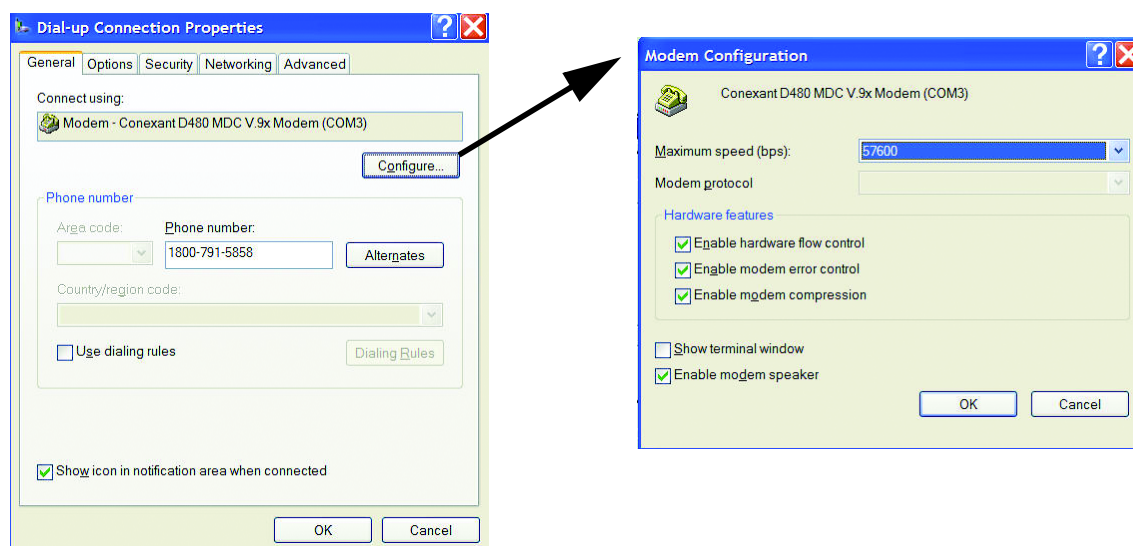 Dial-up Connection Properties
General Options Security Networking Advanced
Connect using:
Modem - Conexant D480 MDC V.9x Modem (COM3)
Configure...
Phone number
Area code: Phone number:
1800-791-5858
Alternates
Country/region code:
Use dialing rules
Dialing Rules
Show icon in notification area when connected
OK Cancel
Modem Configuration
Conexant D480 MDC V.9x Modem (COM3)
Maximum speed (bps): 57600
Modem protocol
Hardware features
Enable hardware flow control
Enable modem error control
Enable modem compression
Show terminal window
Enable modem speaker
OK Cancel